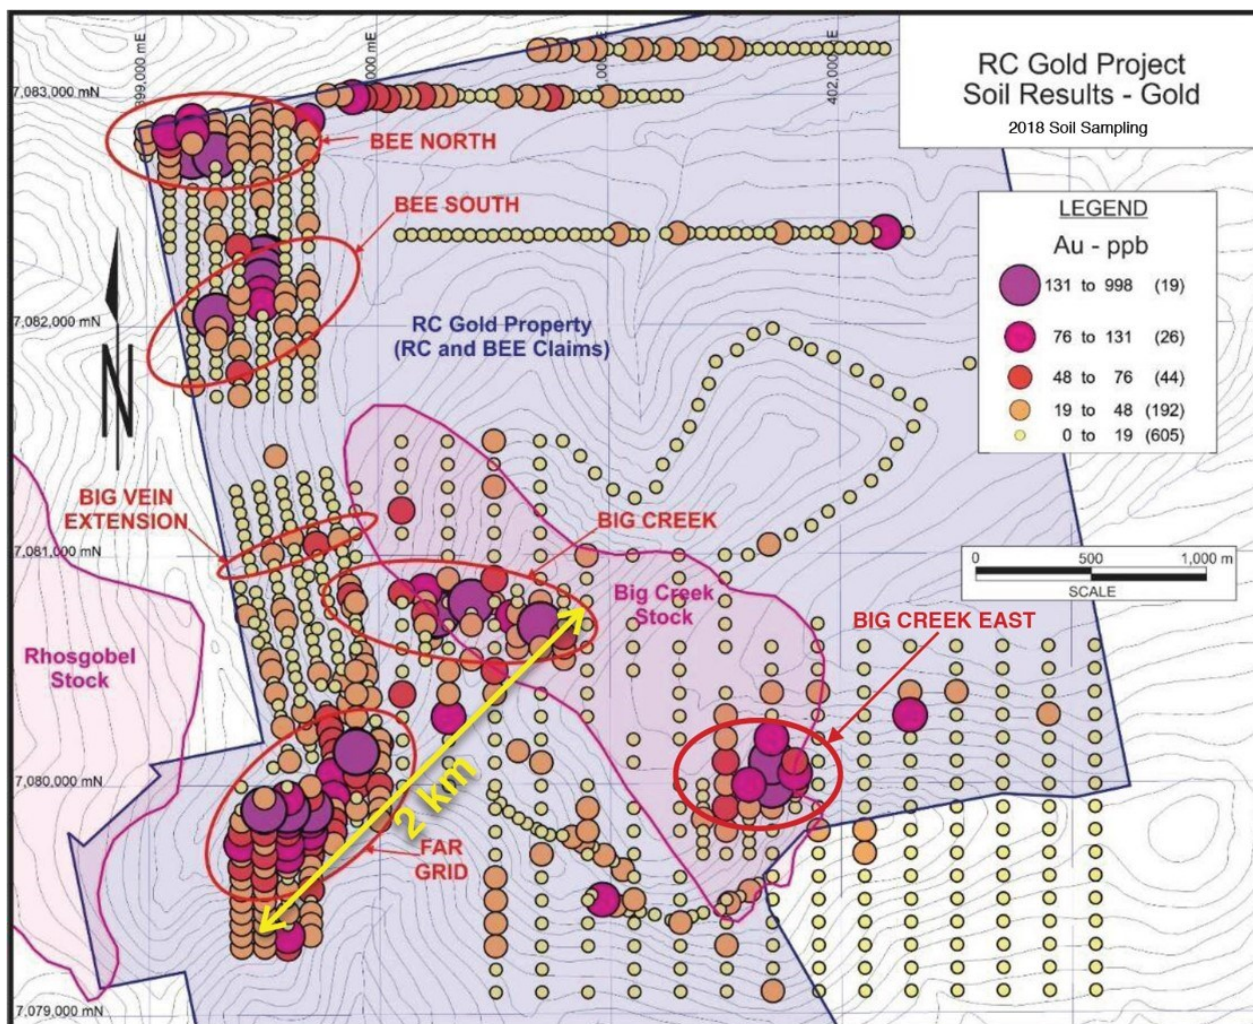 RC Gold Project
Soil Results - Gold
2018 Soil Sampling
399,000 mE
402,000 mE
7,083,000 mN
BEE NORTH
BEE SOUTH
LEGEND
Au - ppb
131 to 998 (19)
76 to 131 (26)
48 to 76 (44)
19 to 48 (192)
0 to 19 (605)
7,082,000 mN
RC Gold Property
(RC and BEE Claims)
N
BIG VEIN
EXTENSION
BIG CREEK
7,081,000 mN
0 500 1,000 m
SCALE
Big Creek
Stock
BIG CREEK EAST
Rhosgobel
Stock
7,080,000 mN
2 km
FAR
GRID
7,079,000 mN